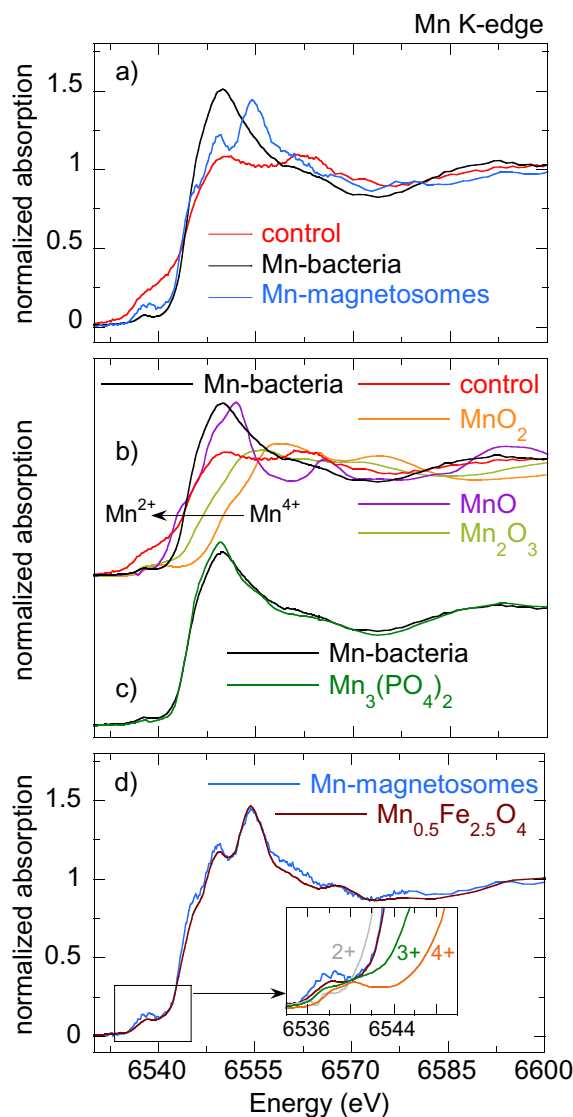 Mn K-edge
a)
1.5
1
0.5
0
normalized absorption
control
Mn-bacteria
Mn-magnetosomes
Mn-bacteria
control
MnO₂
b)
Mn²⁺
Mn⁴⁺
MnO
Mn₂O₃
normalized absorption
Mn-bacteria
c)
Mn₃(PO₄)₂
d)
Mn-magnetosomes
Mn₀.₅Fe₂.₅O₄
1.5
1
0.5
0
normalized absorption
2+
3+
4+
6536
6544
6540
6555
6570
6585
6600
Energy (eV)